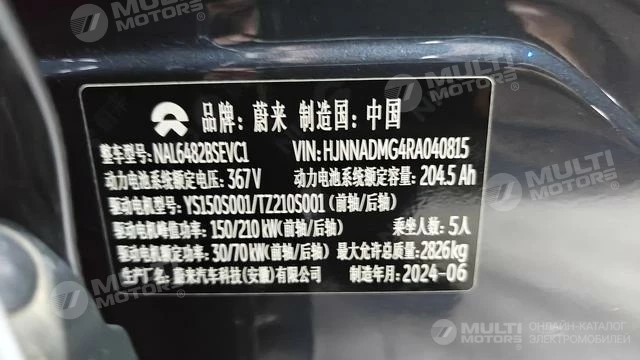 品牌: 蔚来 制造国: 中国
整车型号: NAL6482BSEVC1 VIN: HJNNADMG4RA040815
动力电池系统额定电压: 367V 动力电池系统额定容量: 204.5 Ah
驱动电机型号: YS150S001/TZ210S001 (前轴/后轴)
驱动电机峰值功率: 150/210 kW(前轴/后轴) 乘坐人数: 5人
驱动电机额定功率: 30/70 kW(前轴/后轴) 最大允许总质量: 2826kg
生产厂名: 蔚来汽车科技(安徽)有限公司 制造年月: 2024-06
MULTI MOTORS
MULTI MOTORS
ОНЛАЙН-КАТАЛОГ ЭЛЕКТРОМОБИЛЕЙ